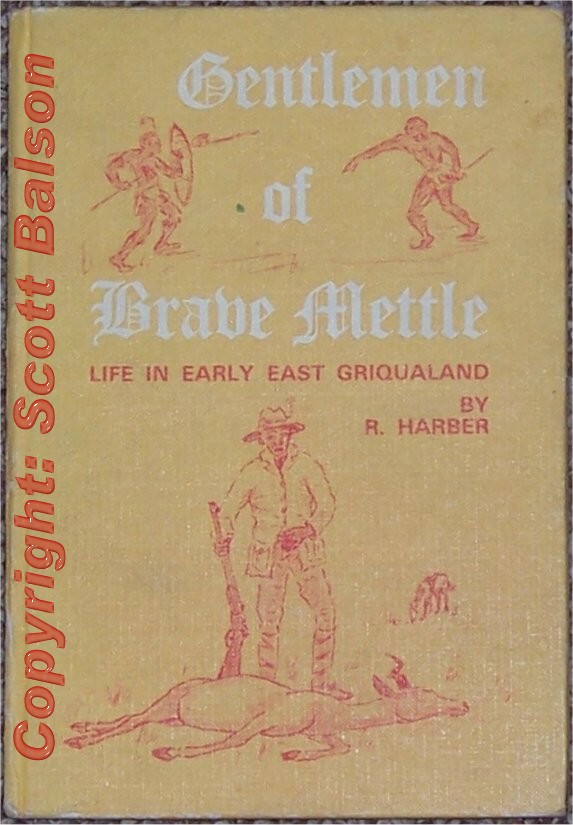 Gentlemen
of
Brave Mettle
LIFE IN EARLY EAST GRIQUALAND
BY
R. HARBER
Copyright: Scott Balson